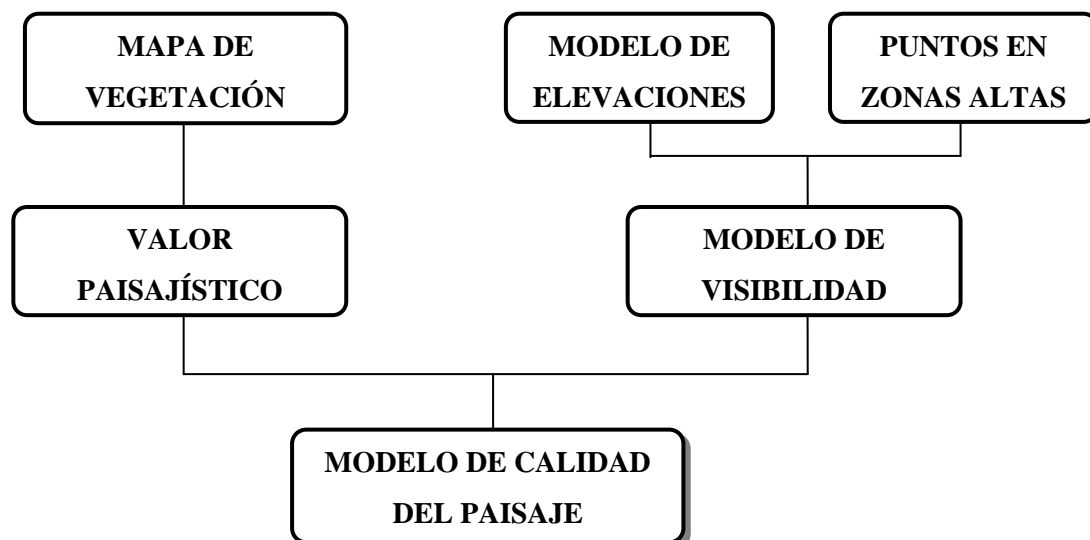 MAPA DE
VEGETACIÓN
MODELO DE
ELEVACIONES
PUNTOS EN
ZONAS ALTAS
VALOR
PAISAJÍSTICO
MODELO DE
VISIBILIDAD
MODELO DE CALIDAD
DEL PAISAJE